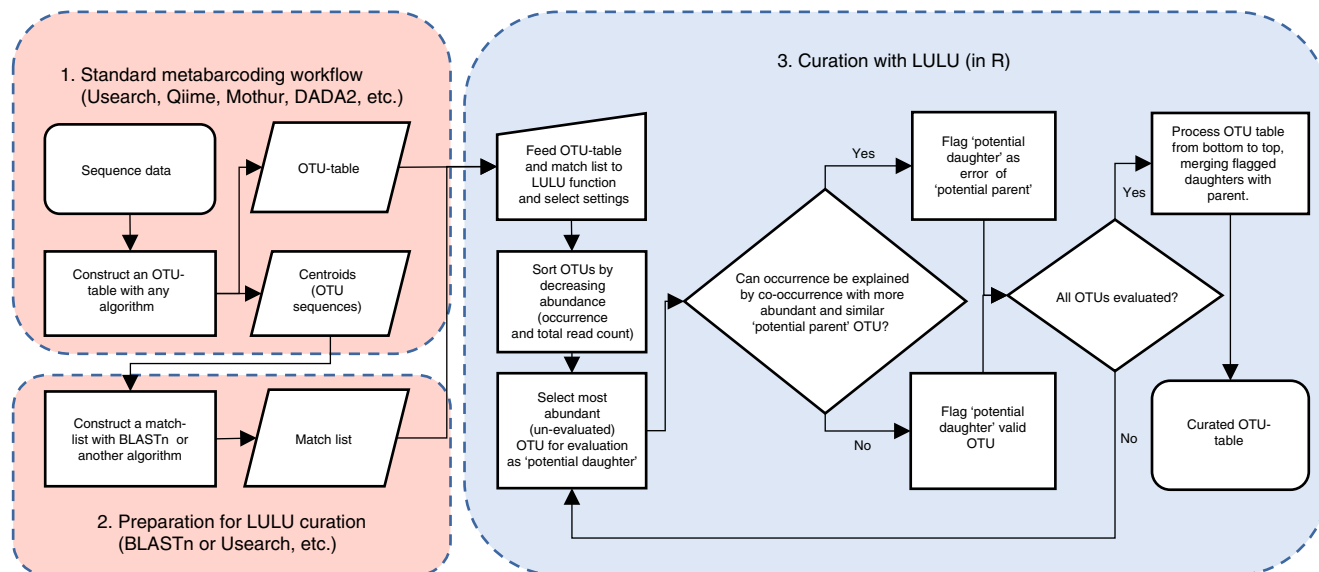 1. Standard metabarcoding workflow
(Usearch, Qiime, Mothur, DADA2, etc.)
Sequence data
OTU-table
Construct an OTU-
table with any
algorithm
Centroids
(OTU
sequences)
Construct a match-
list with BLASTn or
another algorithm
Match list
2. Preparation for LULU curation
(BLASTn or Usearch, etc.)
3. Curation with LULU (in R)
Feed OTU-table
and match list to
LULU function
and select settings
Sort OTUs by
decreasing
abundance
(occurrence
and total read count)
Select most
abundant
(un-evaluated)
OTU for evaluation
as ‘potential daughter’
Can occurrence be explained
by co-occurrence with more
abundant and similar
‘potential parent’ OTU?
Yes
Flag ‘potential
daughter’ as
error of
‘potential parent’
No
Flag ‘potential
daughter’ valid
OTU
All OTUs evaluated?
Yes
Process OTU table
from bottom to top,
merging flagged
daughters with
parent.
No
Curated OTU-
table